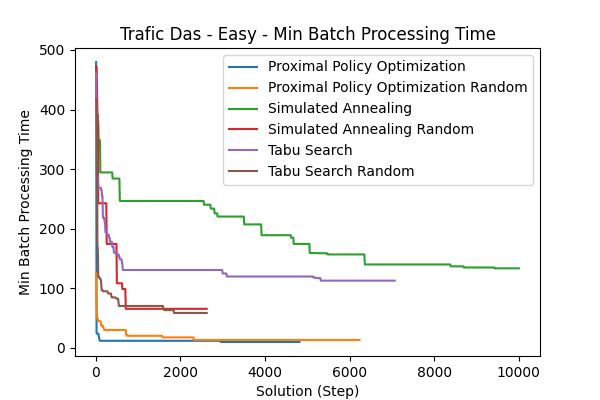 Trafic Das - Easy - Min Batch Processing Time
500
400
300
200
100
0
Min Batch Processing Time
Proximal Policy Optimization
Proximal Policy Optimization Random
Simulated Annealing
Simulated Annealing Random
Tabu Search
Tabu Search Random
0 2000 4000 6000 8000 10000
Solution (Step)